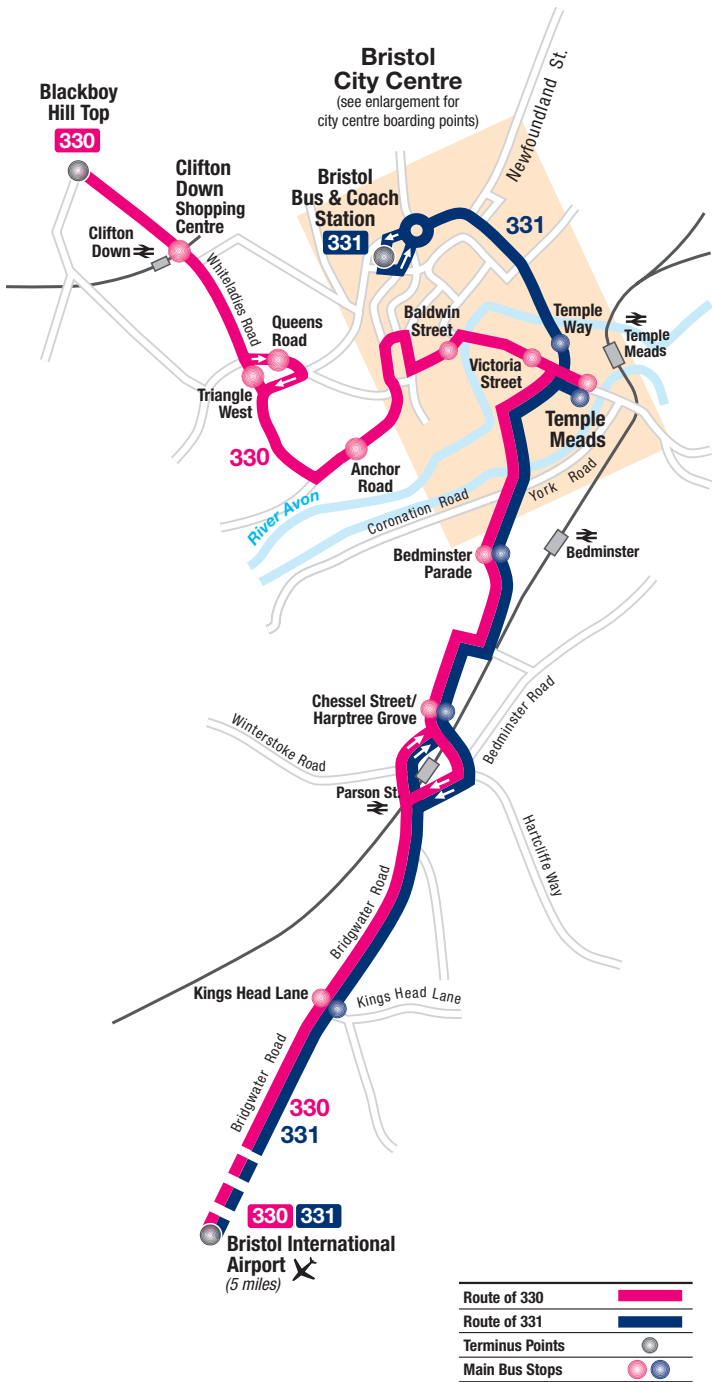 Bristol
City Centre
(see enlargement for
city centre boarding points)
Newfoundland St.
Blackboy
Hill Top
330
Clifton
Down
Shopping
Centre
Clifton
Down
Bristol
Bus & Coach
Station
331
331
Whiteladies Road
Queens
Road
Baldwin
Street
Temple
Way
Temple
Meads
Victoria
Street
Triangle
West
Temple
Meads
330
Anchor
Road
River Avon
Coronation Road
York Road
Bedminster
Parade
Bedminster
Chessel Street/
Harptree Grove
Bedminster Road
Winterstoke Road
Parson St.
Hartcliffe Way
Bridgwater Road
Kings Head Lane
Kings Head Lane
Bridgwater Road
330
331
330 331
Bristol International
Airport
(5 miles)
Route of 330
Route of 331
Terminus Points
Main Bus Stops